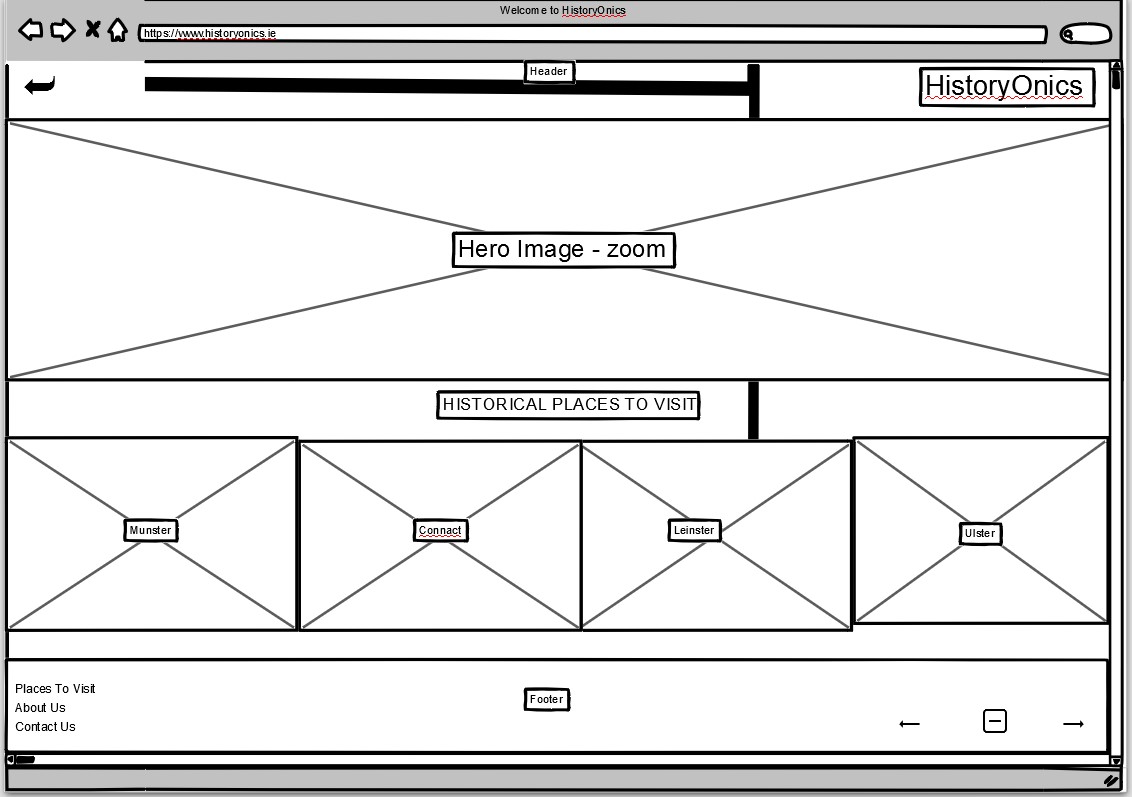 Welcome to HistoryOnics
https://www.historyonics.ie
Header
HistoryOnics
Hero Image - zoom
HISTORICAL PLACES TO VISIT
Munster
Connact
Leinster
Ulster
Places To Visit
About Us
Contact Us
Footer